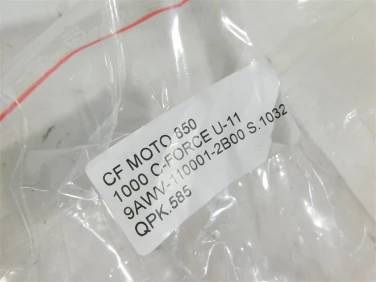 CF MOTO 850
1000 C-FORCE U-11
9AWV-110001-2B00 S.1032
QPK.585